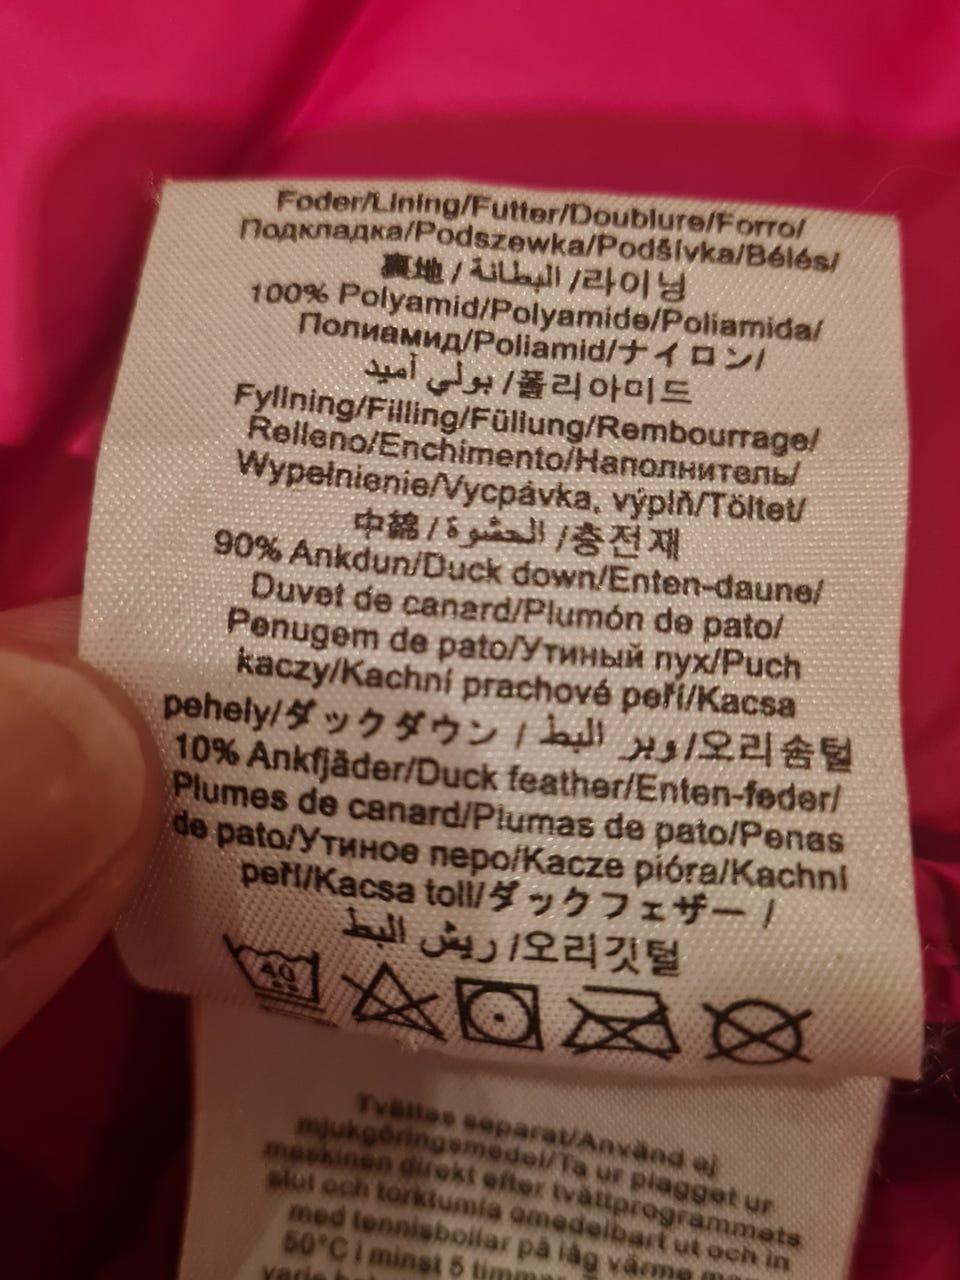 Foder/Lining/Futter/Doublure/Forro/
Подкладка/Podszewka/Podšívka/Bélés/
裏地 / البطانة /라이닝
100% Polyamid/Polyamide/Poliamida/
Полиамид/Poliamid/ナイロン/
بولي أميد /폴리아미드
Fyllning/Filling/Füllung/Rembourrage/
Relleno/Enchimento/Наполнитель/
Wypełnienie/Vycpávka, výplň/Töltet/
中綿 / الحشوة /충전재
90% Ankdun/Duck down/Enten-daune/
Duvet de canard/Plumón de pato/
Penugem de pato/Утиный пух/Puch
kaczy/Kachní prachové peří/Kacsa
pehely/ダックダウン / وبر البط /오리솜털
10% Ankfjäder/Duck feather/Enten-feder/
Plumes de canard/Plumas de pato/Penas
de pato/Утиное перо/Kacze pióra/Kachní
peří/Kacsa toll/ダックフェザー /
ريش البط /오리깃털
40
Tvättas separat/Använd ej
mjukgöringsmedel/Ta ur plagget ur
maskinen direkt efter tvättprogrammets
slut och torktumla omedelbart ut och in
med tennisbollar på låg värme
50°C i minst 5